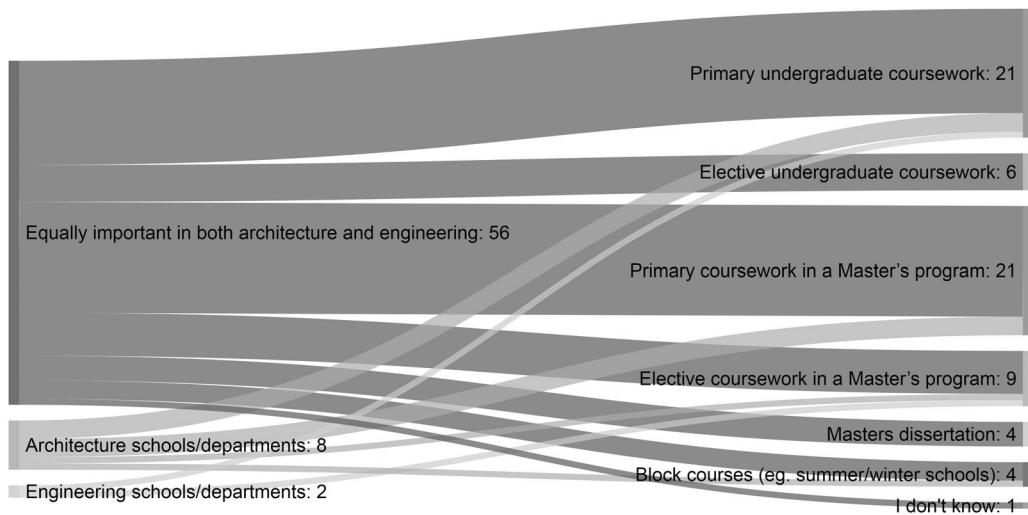 Primary undergraduate coursework: 21
Elective undergraduate coursework: 6
Equally important in both architecture and engineering: 56
Primary coursework in a Master’s program: 21
Elective coursework in a Master’s program: 9
Masters dissertation: 4
Architecture schools/departments: 8
Block courses (eg. summer/winter schools): 4
Engineering schools/departments: 2
I don't know: 1